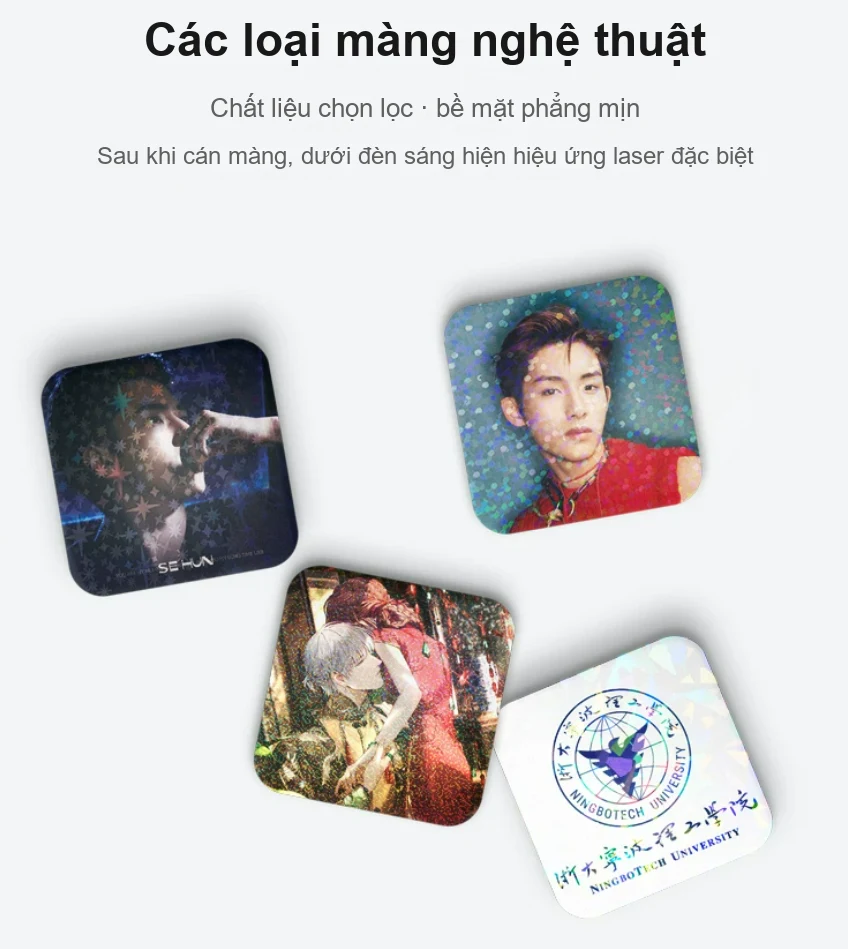 Các loại màng nghệ thuật
Chất liệu chọn lọc · bề mặt phẳng mịn
Sau khi cán màng, dưới đèn sáng hiện hiệu ứng laser đặc biệt
SEHUN
浙大宁波理工学院
NINGBOTECH UNIVERSITY
浙大宁波理工学院
NINGBOTECH UNIVERSITY